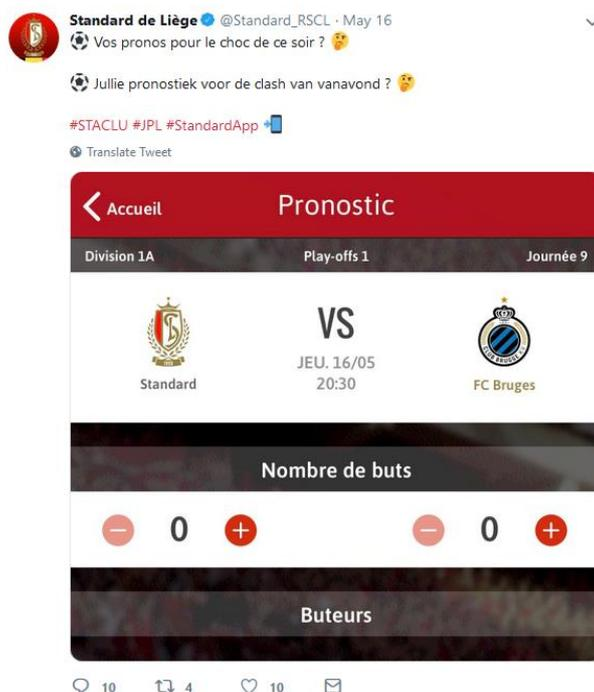 Standard de Liège @Standard_RSCL · May 16
⚽ Vos pronos pour le choc de ce soir ? 🤔
⚽ Jullie pronostiek voor de clash van vanavond ? 🤔
#STACLU #JPL #StandardApp 📲
Translate Tweet
Accueil
Pronostic
Division 1A
Play-offs 1
Journée 9
VS
JEU. 16/05
20:30
Standard
CLUB BRUGGE K.V.
FC Bruges
Nombre de buts
− 0 +
− 0 +
Buteurs
10 4 10